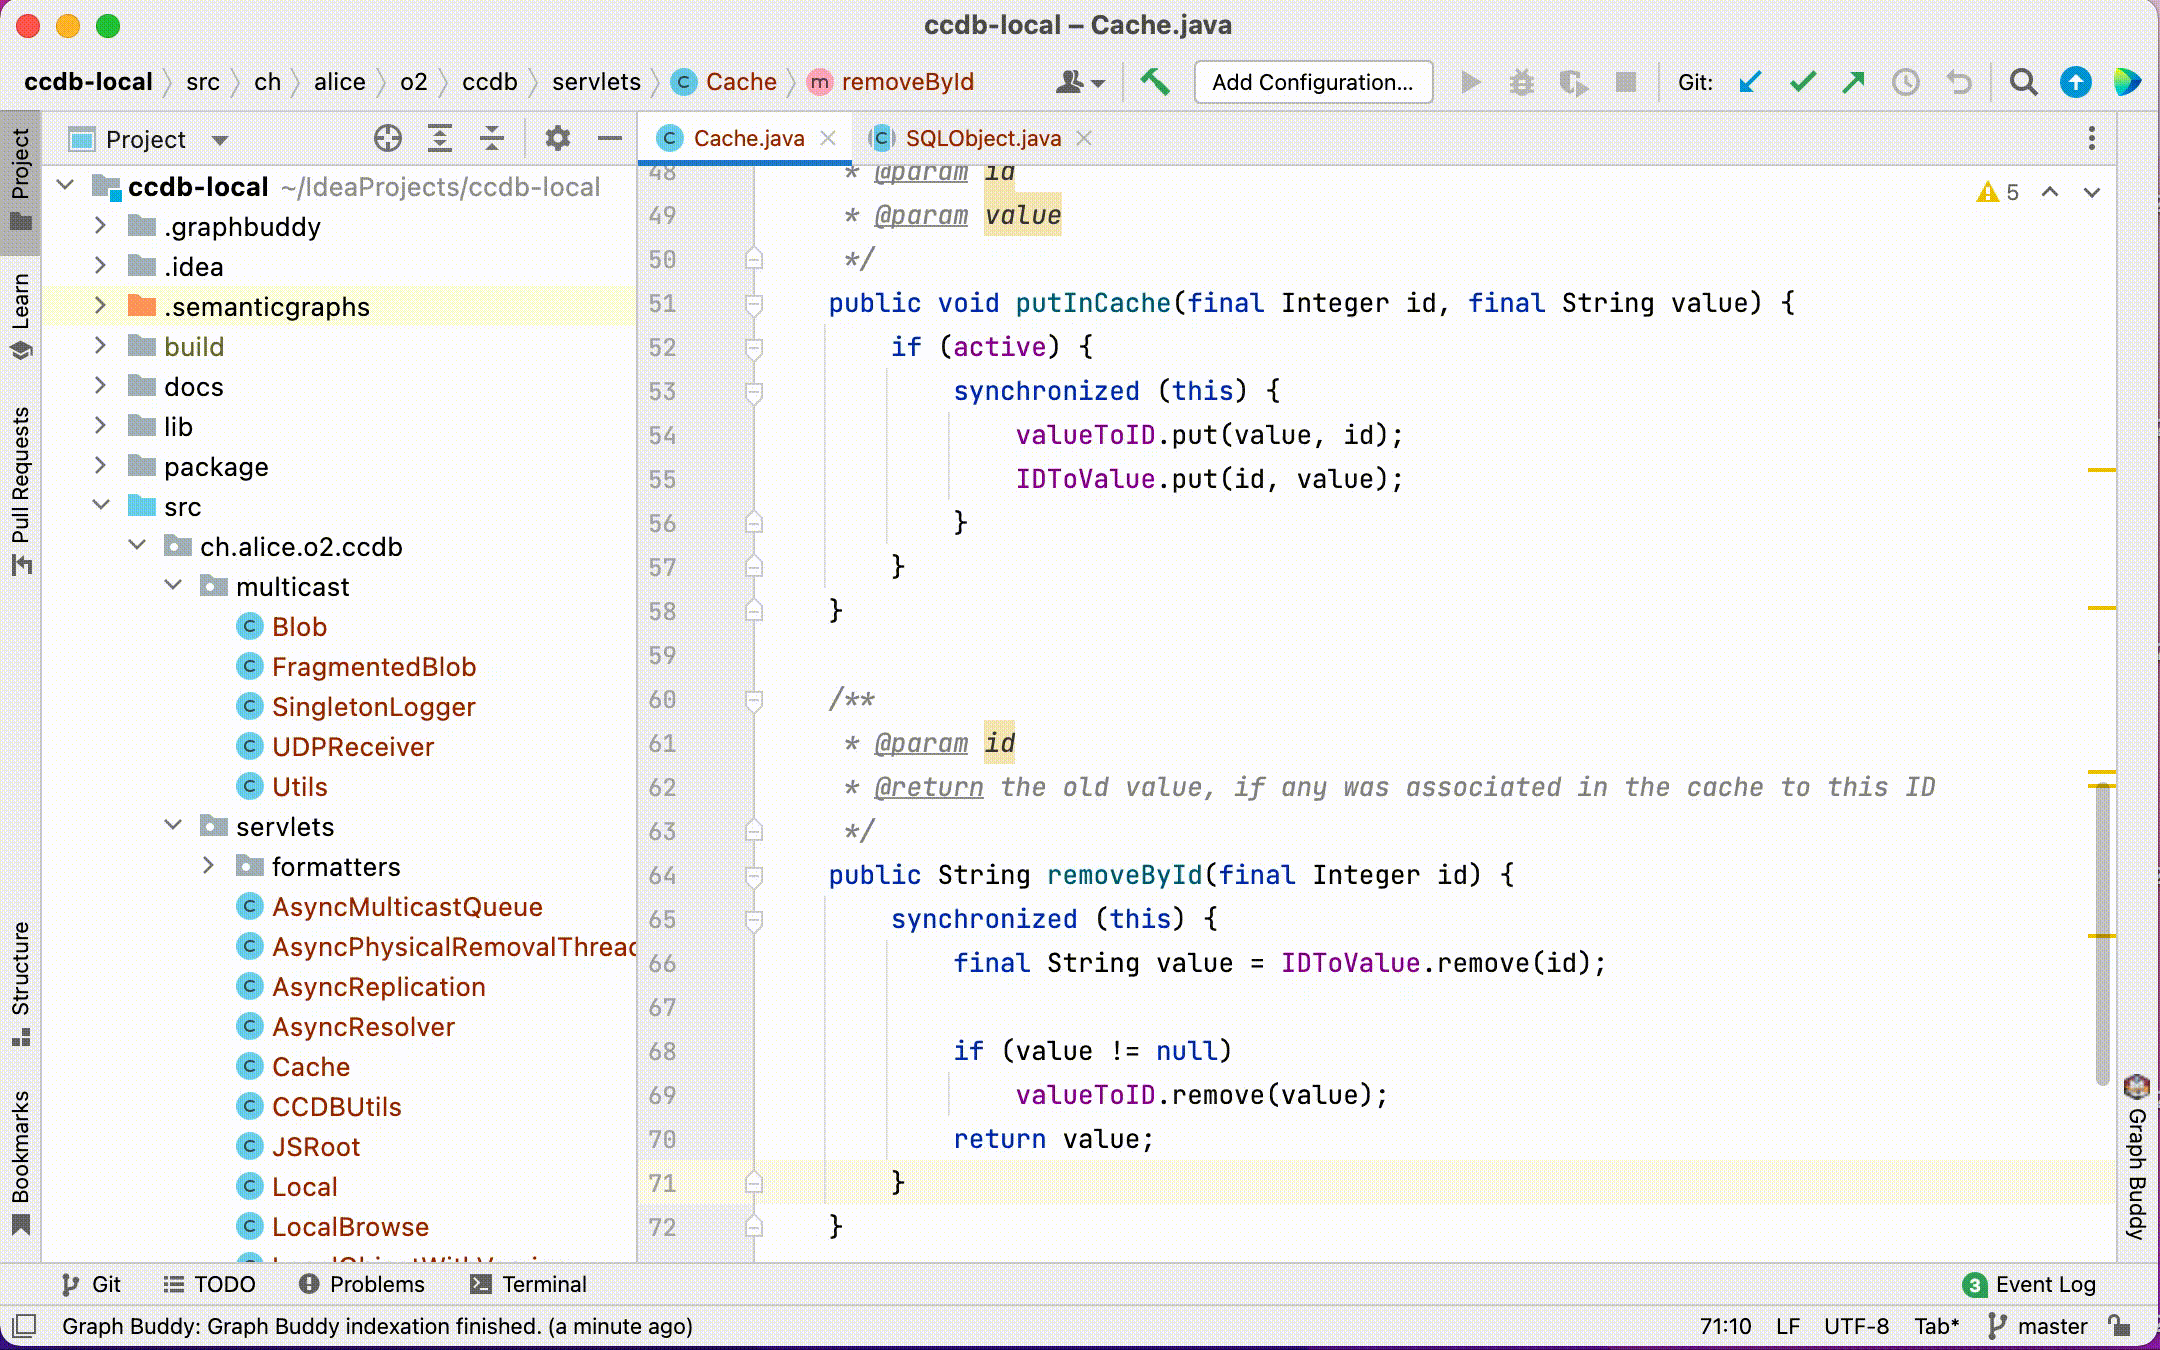 ccdb-local – Cache.java
ccdb-local src ch alice o2 ccdb servlets C Cache m removeById Add Configuration... Git:
Project
Learn
Pull Requests
Structure
Bookmarks
Project
ccdb-local ~/IdeaProjects/ccdb-local
.graphbuddy
.idea
.semanticgraphs
build
docs
lib
package
src
ch.alice.o2.ccdb
multicast
C Blob
C FragmentedBlob
C SingletonLogger
C UDPReceiver
C Utils
servlets
formatters
C AsyncMulticastQueue
C AsyncPhysicalRemovalThread
C AsyncReplication
C AsyncResolver
C Cache
C CCDBUtils
C JSRoot
C Local
C LocalBrowse
C Cache.java C SQLObject.java
5
48 * @param id
49 * @param value
50 */
51 public void putInCache(final Integer id, final String value) {
52 if (active) {
53 synchronized (this) {
54 valueToID.put(value, id);
55 IDToValue.put(id, value);
56 }
57 }
58 }
59
60 /**
61 * @param id
62 * @return the old value, if any was associated in the cache to this ID
63 */
64 public String removeById(final Integer id) {
65 synchronized (this) {
66 final String value = IDToValue.remove(id);
67
68 if (value != null)
69 valueToID.remove(value);
70 return value;
71 }
72 }
Graph Buddy
Git TODO Problems Terminal 3 Event Log
Graph Buddy: Graph Buddy indexation finished. (a minute ago) 71:10 LF UTF-8 Tab* master